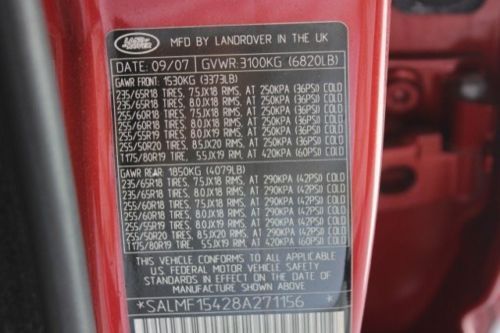 LAND-ROVER
MFD BY LANDROVER IN THE UK
DATE: 09/07 GVWR:3100KG (6820LB)
GAWR FRONT: 1530KG (3373LB)
235/65R18 TIRES, 7.5JX18 RIMS, AT 250KPA (36PSI) COLD
235/65R18 TIRES, 8.0JX18 RIMS, AT 250KPA (36PSI) COLD
255/60R18 TIRES, 7.5JX18 RIMS, AT 250KPA (36PSI) COLD
255/60R18 TIRES, 8.0JX18 RIMS, AT 250KPA (36PSI) COLD
255/55R19 TIRES, 8.0JX19 RIMS, AT 250KPA (36PSI) COLD
255/50R20 TIRES, 8.5JX20 RIMS, AT 250KPA (36PSI) COLD
T175/80R19 TIRE, 5.5JX19 RIM, AT 420KPA (60PSI) COLD
GAWR REAR: 1850KG (4079LB)
235/65R18 TIRES, 7.5JX18 RIMS, AT 290KPA (42PSI) COLD
235/65R18 TIRES, 8.0JX18 RIMS, AT 290KPA (42PSI) COLD
255/60R18 TIRES, 7.5JX18 RIMS, AT 290KPA (42PSI) COLD
255/60R18 TIRES, 8.0JX18 RIMS, AT 290KPA (42PSI) COLD
255/55R19 TIRES, 8.0JX19 RIMS, AT 290KPA (42PSI) COLD
255/50R20 TIRES, 8.5JX20 RIMS, AT 290KPA (42PSI) COLD
T175/80R19 TIRE, 5.5JX19 RIM, AT 420KPA (60PSI) COLD
THIS VEHICLE CONFORMS TO ALL APPLICABLE
U.S. FEDERAL MOTOR VEHICLE SAFETY
STANDARDS IN EFFECT ON THE DATE OF
MANUFACTURE SHOWN ABOVE.
*SALMF15428A271156 *